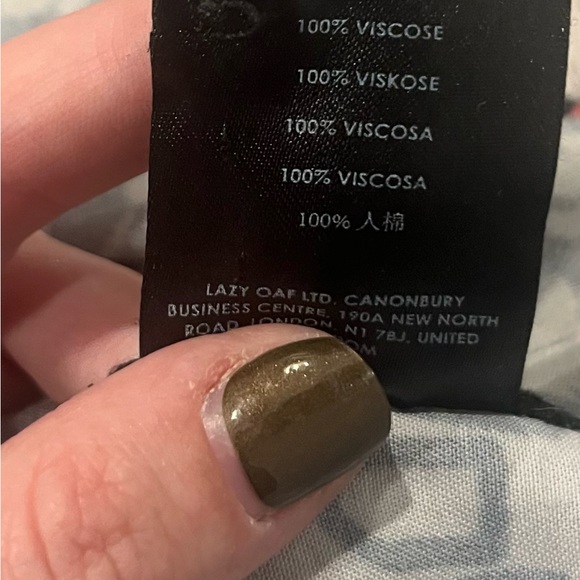 100% VISCOSE
100% VISKOSE
100% VISCOSA
100% VISCOSA
100% 人棉
LAZY OAF LTD. CANONBURY
BUSINESS CENTRE, 190A NEW NORTH
ROAD, LONDON, N1 7BJ, UNITED